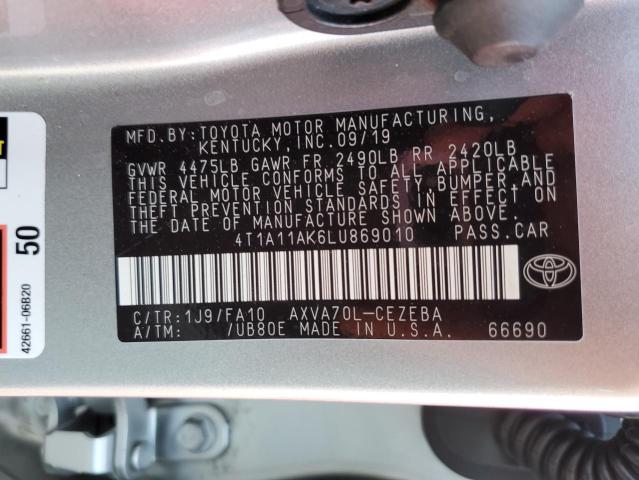 MFD.BY:TOYOTA MOTOR MANUFACTURING,
KENTUCKY, INC.09/19
GVWR 4475LB GAWR FR 2490LB RR 2420LB
THIS VEHICLE CONFORMS TO ALL APPLICABLE
FEDERAL MOTOR VEHICLE SAFETY, BUMPER, AND
THEFT PREVENTION STANDARDS IN EFFECT ON
THE DATE OF MANUFACTURE SHOWN ABOVE.
4T1A11AK6LU869010 PASS.CAR
C/TR:1J9/FA10 AXVA70L-CEZEBA
A/TM: /UB80E MADE IN U.S.A. 66690
50
42661-06B20